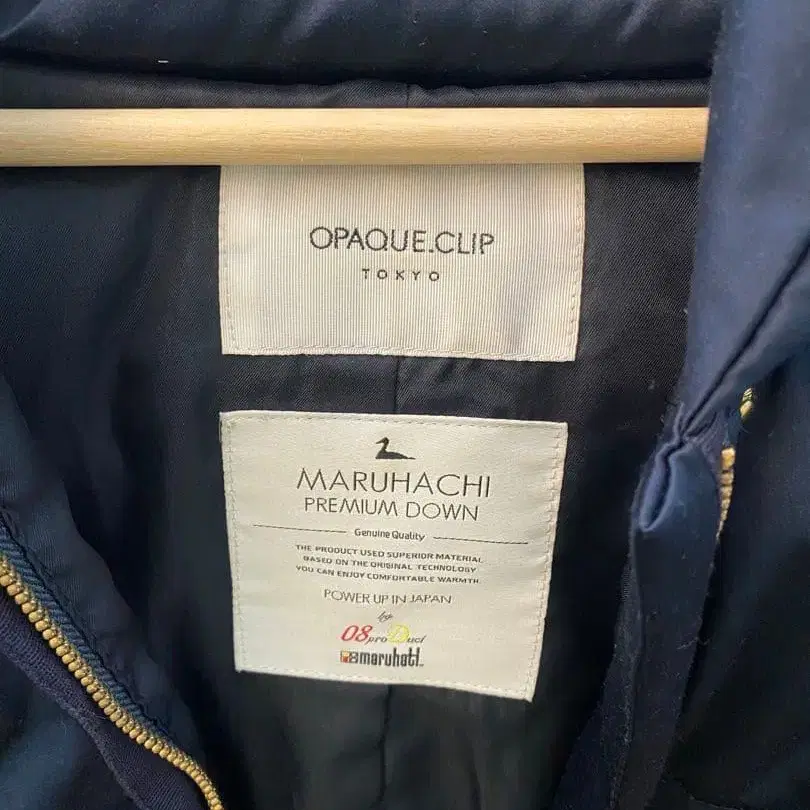 OPAQUE.CLIP
TOKYO
MARUHACHI
PREMIUM DOWN
Genuine Quality
THE PRODUCT USED SUPERIOR MATERIAL
BASED ON THE ORIGINAL TECHNOLOGY.
YOU CAN ENJOY COMFORTABLE WARMTH.
POWER UP IN JAPAN
by
08proDuct
maruhati